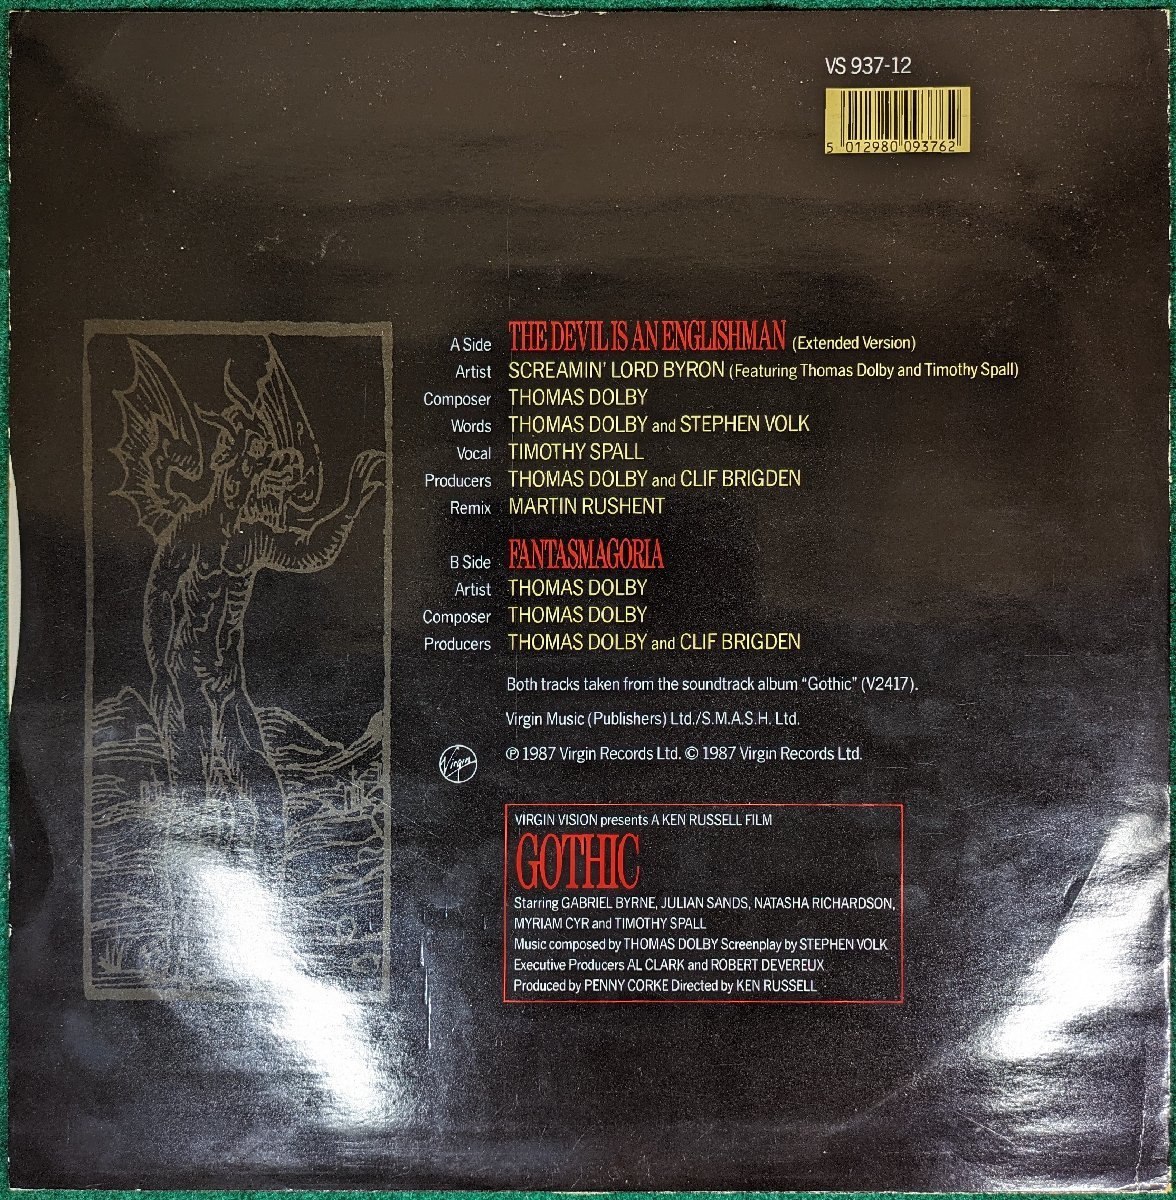 VS 937-12
5 012980 093762
A Side THE DEVIL IS AN ENGLISHMAN (Extended Version)
Artist SCREAMIN' LORD BYRON (Featuring Thomas Dolby and Timothy Spall)
Composer THOMAS DOLBY
Words THOMAS DOLBY and STEPHEN VOLK
Vocal TIMOTHY SPALL
Producers THOMAS DOLBY and CLIF BRIGDEN
Remix MARTIN RUSHENT
B Side FANTASMAGORIA
Artist THOMAS DOLBY
Composer THOMAS DOLBY
Producers THOMAS DOLBY and CLIF BRIGDEN
Both tracks taken from the soundtrack album “Gothic” (V2417).
Virgin Music (Publishers) Ltd./S.M.A.S.H. Ltd.
Virgin ℗ 1987 Virgin Records Ltd. © 1987 Virgin Records Ltd.
VIRGIN VISION presents A KEN RUSSELL FILM
GOTHIC
Starring GABRIEL BYRNE, JULIAN SANDS, NATASHA RICHARDSON,
MYRIAM CYR and TIMOTHY SPALL
Music composed by THOMAS DOLBY Screenplay by STEPHEN VOLK
Executive Producers AL CLARK and ROBERT DEVEREUX
Produced by PENNY CORKE Directed by KEN RUSSELL